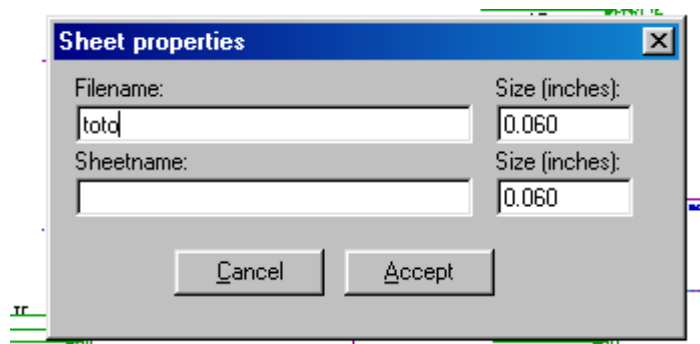 Sheet properties
Filename: Size (inches):
toto 0.060
Sheetname: Size (inches):
0.060
Cancel Accept